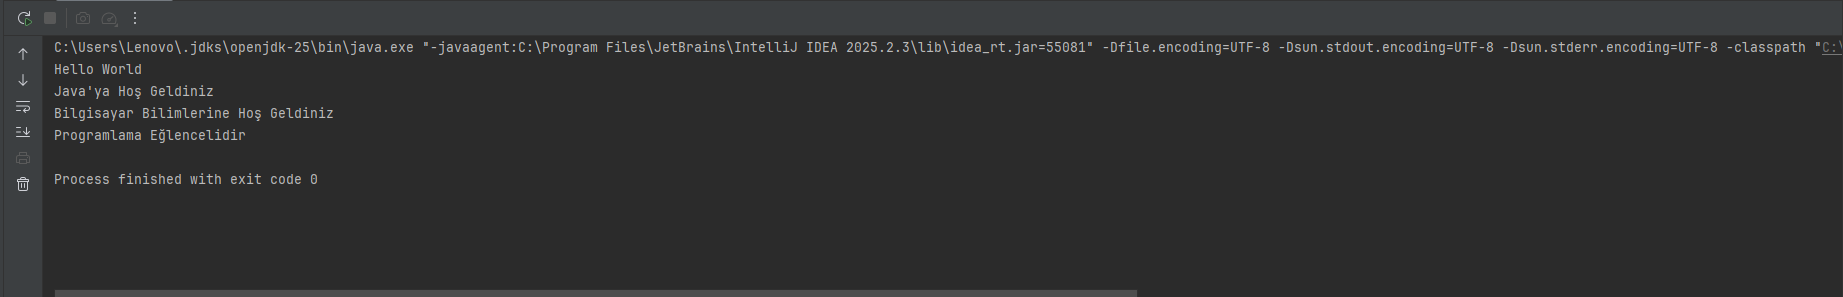 C:\Users\Lenovo\.jdks\openjdk-25\bin\java.exe "-javaagent:C:\Program Files\JetBrains\IntelliJ IDEA 2025.2.3\lib\idea_rt.jar=55081" -Dfile.encoding=UTF-8 -Dsun.stdout.encoding=UTF-8 -Dsun.stderr.encoding=UTF-8 -classpath "C:\
Hello World
Java'ya Hoş Geldiniz
Bilgisayar Bilimlerine Hoş Geldiniz
Programlama Eğlencelidir
Process finished with exit code 0